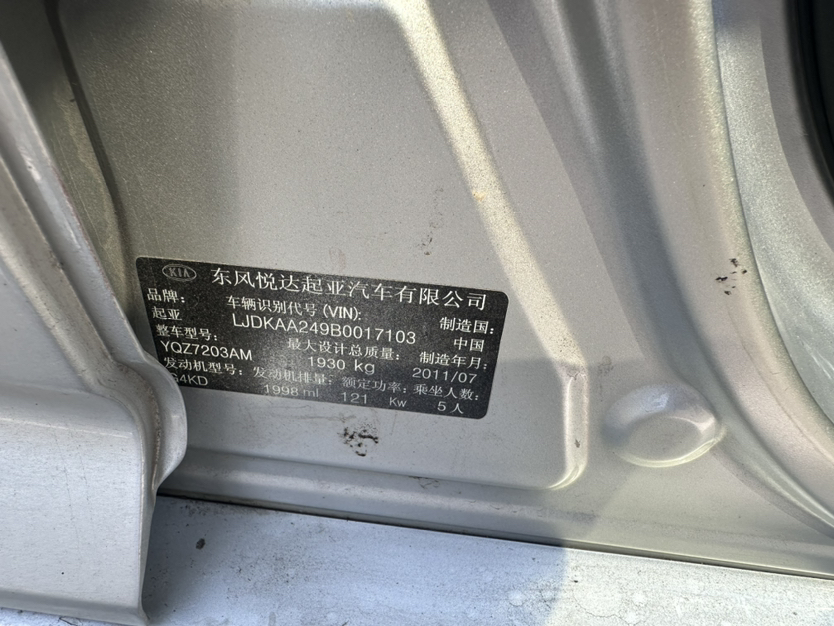 KIA 东风悦达起亚汽车有限公司
品牌: 车辆识别代号(VIN): 制造国:
起亚 LJDKAA249B0017103 中国
整车型号: 最大设计总质量: 制造年月:
YQZ7203AM 1930 kg 2011/07
发动机型号: 发动机排量: 额定功率: 乘坐人数:
G4KD 1998 ml 121 Kw 5人